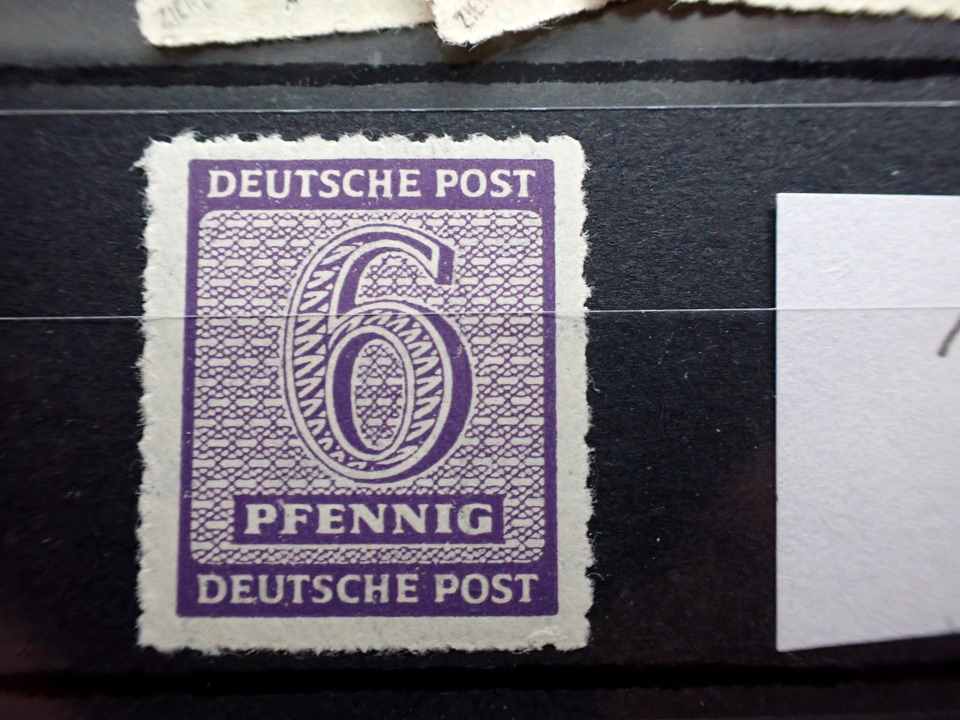 DEUTSCHE POST
6
PFENNIG
DEUTSCHE POST